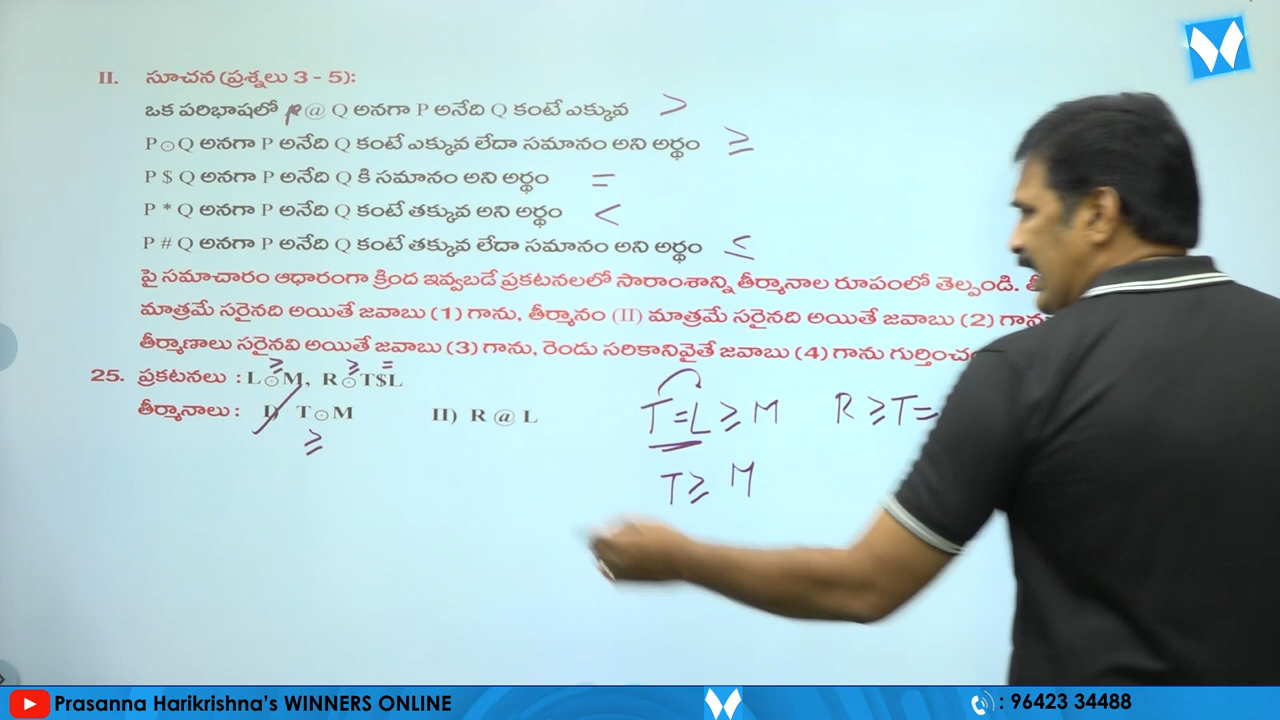 II. సూచన (ప్రశ్నలు 3 - 5):
ఒక పరిభాషలో P @ Q అనగా P అనేది Q కంటే ఎక్కువ >
P⊙Q అనగా P అనేది Q కంటే ఎక్కువ లేదా సమానం అని అర్థం ≥
P $ Q అనగా P అనేది Q కి సమానం అని అర్థం =
P * Q అనగా P అనేది Q కంటే తక్కువ అని అర్థం <
P # Q అనగా P అనేది Q కంటే తక్కువ లేదా సమానం అని అర్థం ≤
పై సమాచారం ఆధారంగా క్రింద ఇవ్వబడే ప్రకటనలలో సారాంశాన్ని తీర్మానాల రూపంలో తెల్పండి.
మాత్రమే సరైనది అయితే జవాబు (1) గాను, తీర్మానం (II) మాత్రమే సరైనది అయితే జవాబు (2) గాను
తీర్మాణాలు సరైనవి అయితే జవాబు (3) గాను, రెండు సరికానివైతే జవాబు (4) గాను
≥ ≥ =
25. ప్రకటనలు : L⊙M, R⊙T$L
తీర్మానాలు : I) T⊙M II) R @ L T=L≥M R≥T=
≥
T≥M
Prasanna Harikrishna's WINNERS ONLINE : 96423 34488